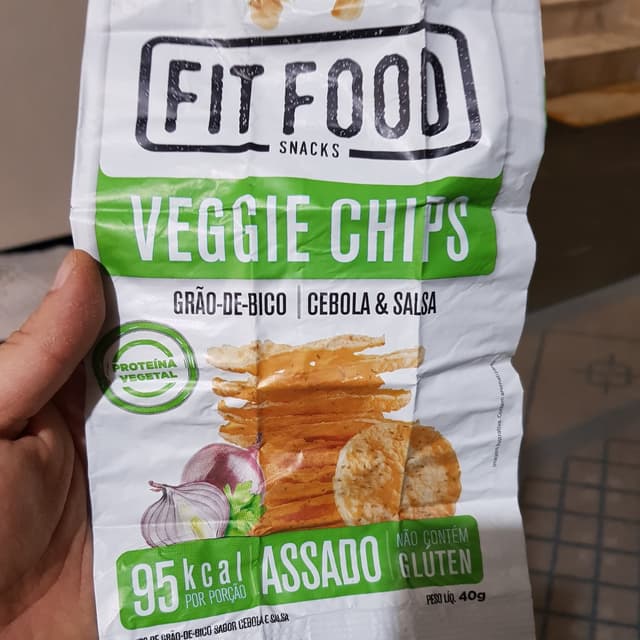 FIT FOOD
SNACKS
VEGGIE CHIPS
GRÃO-DE-BICO | CEBOLA & SALSA
PROTEÍNA
VEGETAL
95 kcal
POR PORÇÃO
ASSADO
NÃO CONTÉM
GLÚTEN
PESO LÍQ. 40g
DE GRÃO-DE-BICO SABOR CEBOLA E SALSA